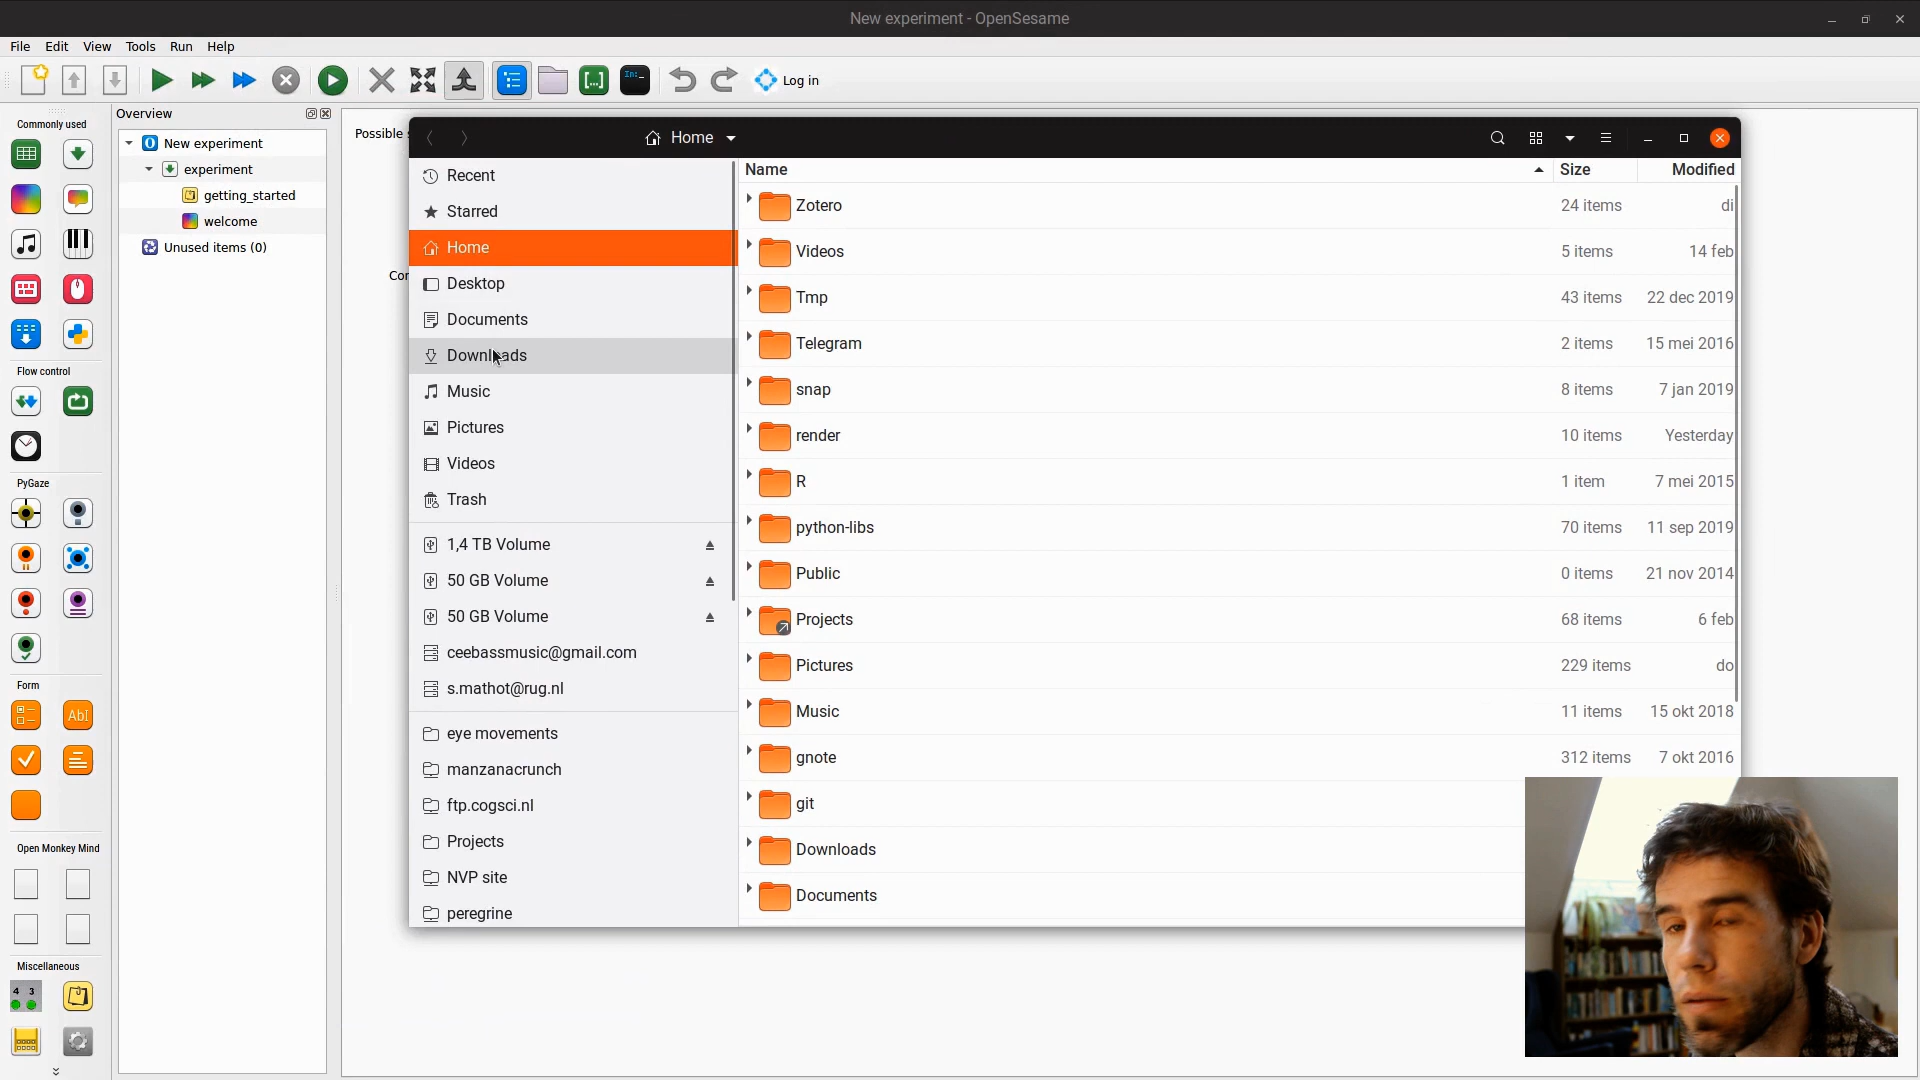 New experiment - OpenSesame
File Edit View Tools Run Help
Log in
Commonly used
Flow control
PyGaze
Form
AbI
Open Monkey Mind
Miscellaneous
4 3
Overview
New experiment
experiment
getting_started
welcome
Unused items (0)
Possible
Cor
Home
Recent
Starred
Home
Desktop
Documents
Downloads
Music
Pictures
Videos
Trash
1,4 TB Volume
50 GB Volume
50 GB Volume
ceebassmusic@gmail.com
s.mathot@rug.nl
eye movements
manzanacrunch
ftp.cogsci.nl
Projects
NVP site
peregrine
Name Size Modified
Zotero 24 items di
Videos 5 items 14 feb
Tmp 43 items 22 dec 2019
Telegram 2 items 15 mei 2016
snap 8 items 7 jan 2019
render 10 items Yesterday
R 1 item 7 mei 2015
python-libs 70 items 11 sep 2019
Public 0 items 21 nov 2014
Projects 68 items 6 feb
Pictures 229 items do
Music 11 items 15 okt 2018
gnote 312 items 7 okt 2016
git
Downloads
Documents